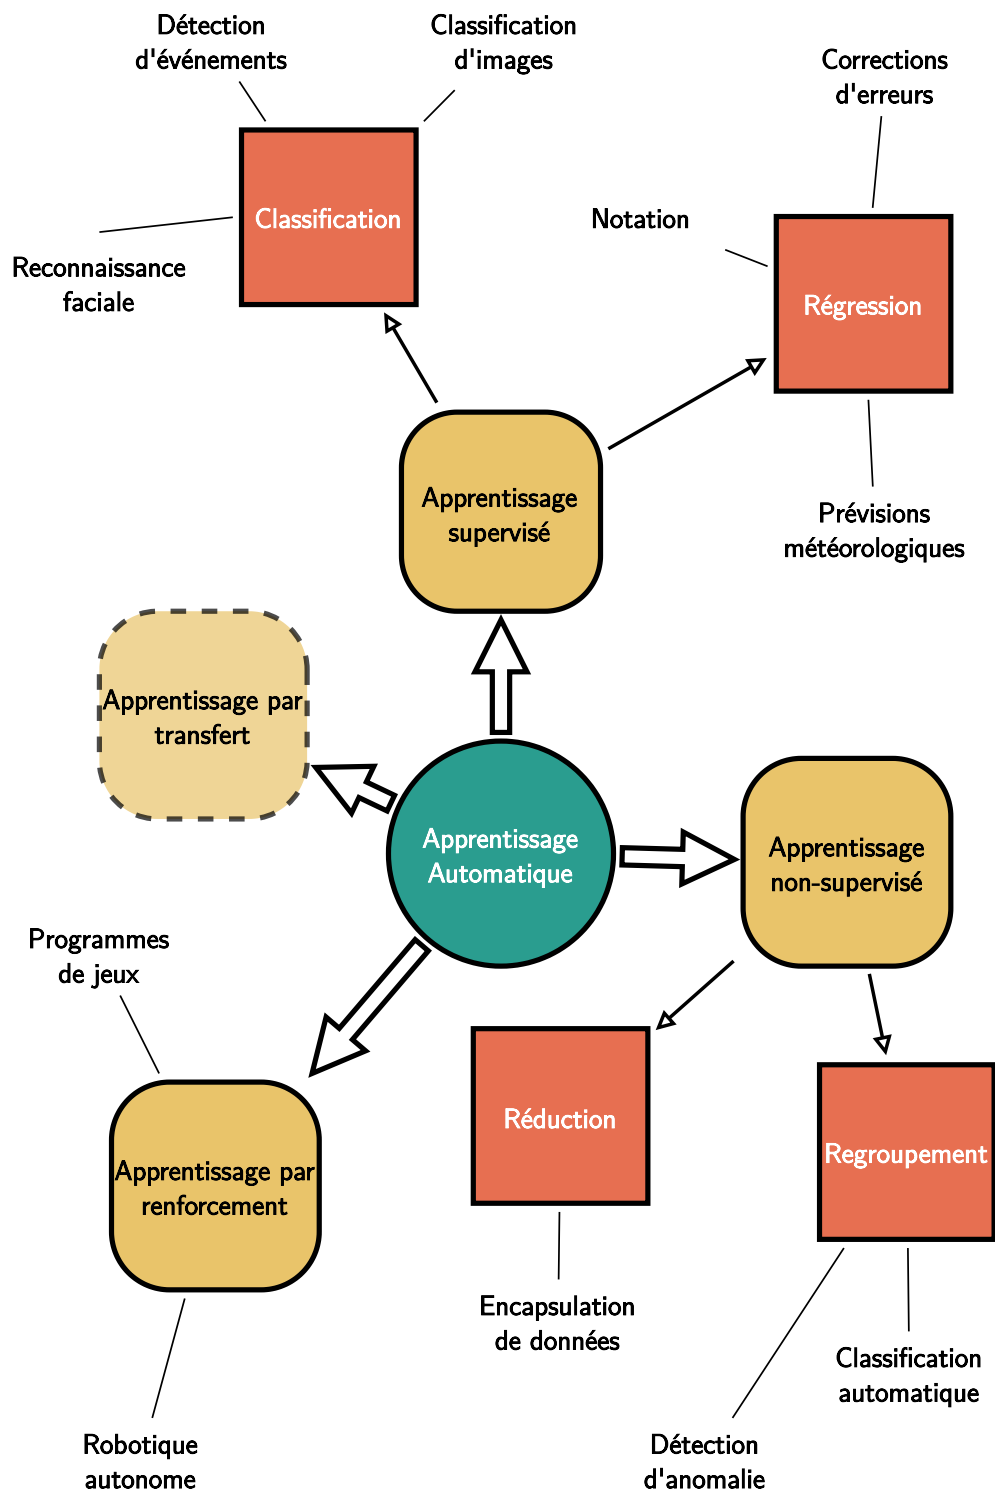 Détection
d'événements
Classification
d'images
Corrections
d'erreurs
Classification
Notation
Reconnaissance
faciale
Régression
Apprentissage
supervisé
Prévisions
météorologiques
Apprentissage par
transfert
Apprentissage
Automatique
Apprentissage
non-supervisé
Programmes
de jeux
Réduction
Regroupement
Apprentissage par
renforcement
Encapsulation
de données
Classification
automatique
Robotique
autonome
Détection
d'anomalie